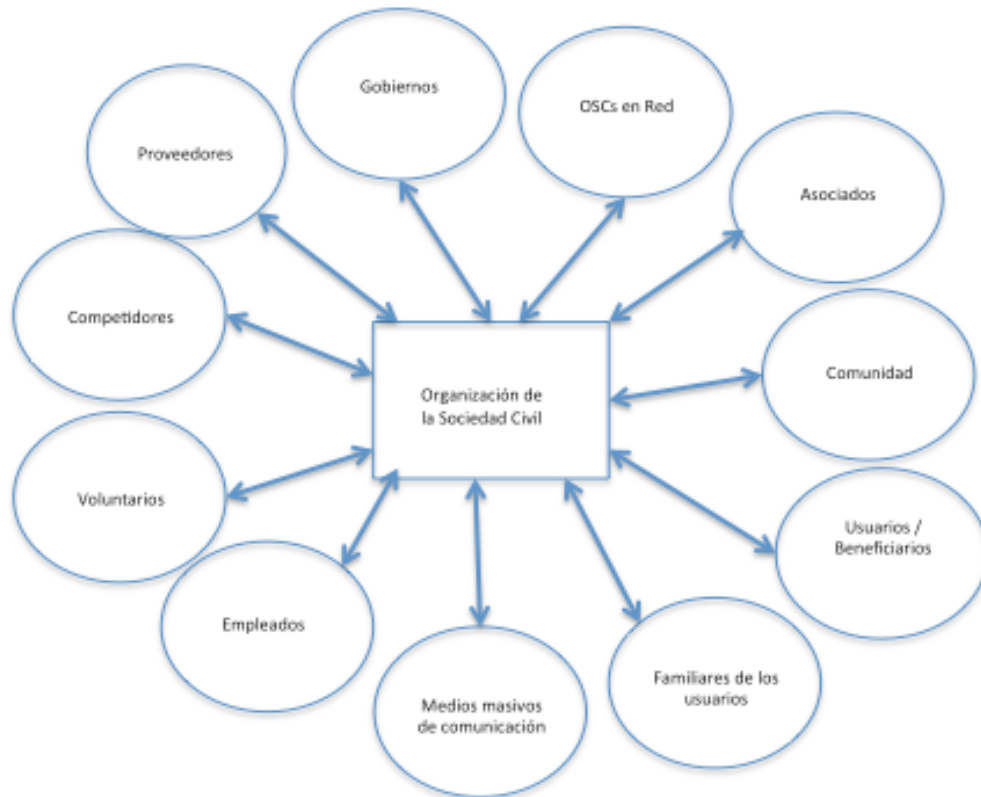 Gobiernos
OSCs en Red
Proveedores
Asociados
Competidores
Comunidad
Organización de
la Sociedad Civil
Voluntarios
Usuarios /
Beneficiarios
Empleados
Familiares de los
usuarios
Medios masivos
de comunicación